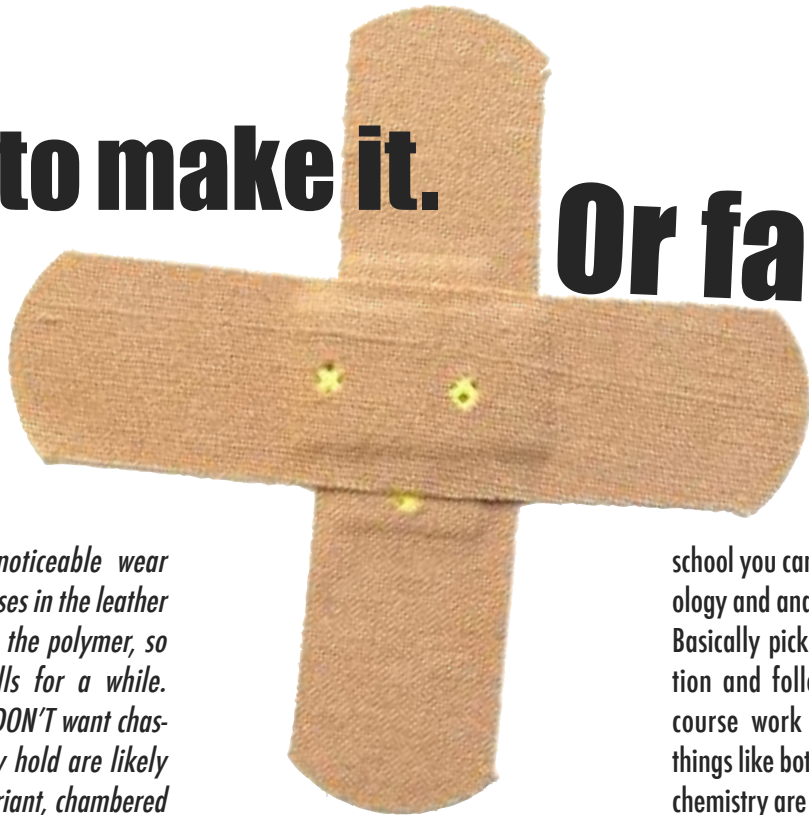 to make it.
Or fa
noticeable wear
ses in the leather
the polymer, so
lls for a while.
DON'T want chas-
y hold are likely
riant, chambered
school you can
ology and and
Basically pick
tion and follo
course work
things like bot
chemistry are